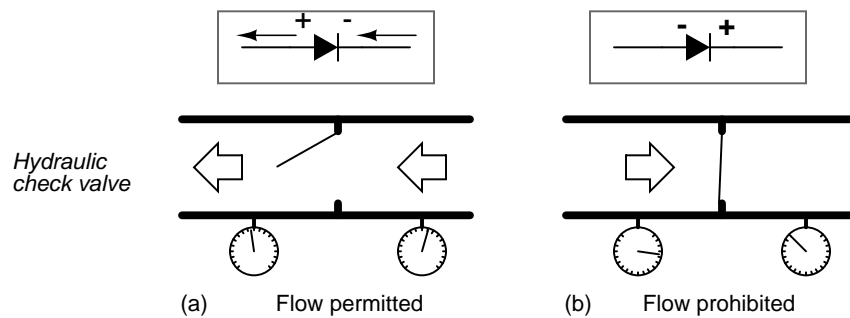 + -
- +
Hydraulic
check valve
(a) Flow permitted
(b) Flow prohibited